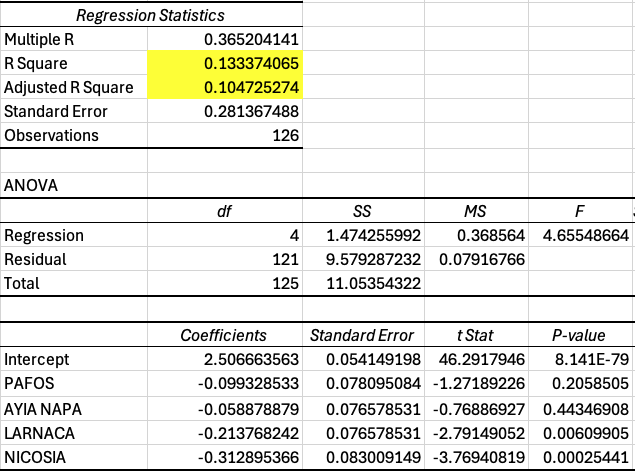 Regression Statistics
Multiple R 0.365204141
R Square 0.133374065
Adjusted R Square 0.104725274
Standard Error 0.281367488
Observations 126
ANOVA
df SS MS F
Regression 4 1.474255992 0.368564 4.65548664
Residual 121 9.579287232 0.07916766
Total 125 11.05354322
Coefficients Standard Error t Stat P-value
Intercept 2.506663563 0.054149198 46.2917946 8.141E-79
PAFOS -0.099328533 0.078095084 -1.27189226 0.2058505
AYIA NAPA -0.058878879 0.076578531 -0.76886927 0.44346908
LARNACA -0.213768242 0.076578531 -2.79149052 0.00609905
NICOSIA -0.312895366 0.083009149 -3.76940819 0.00025441